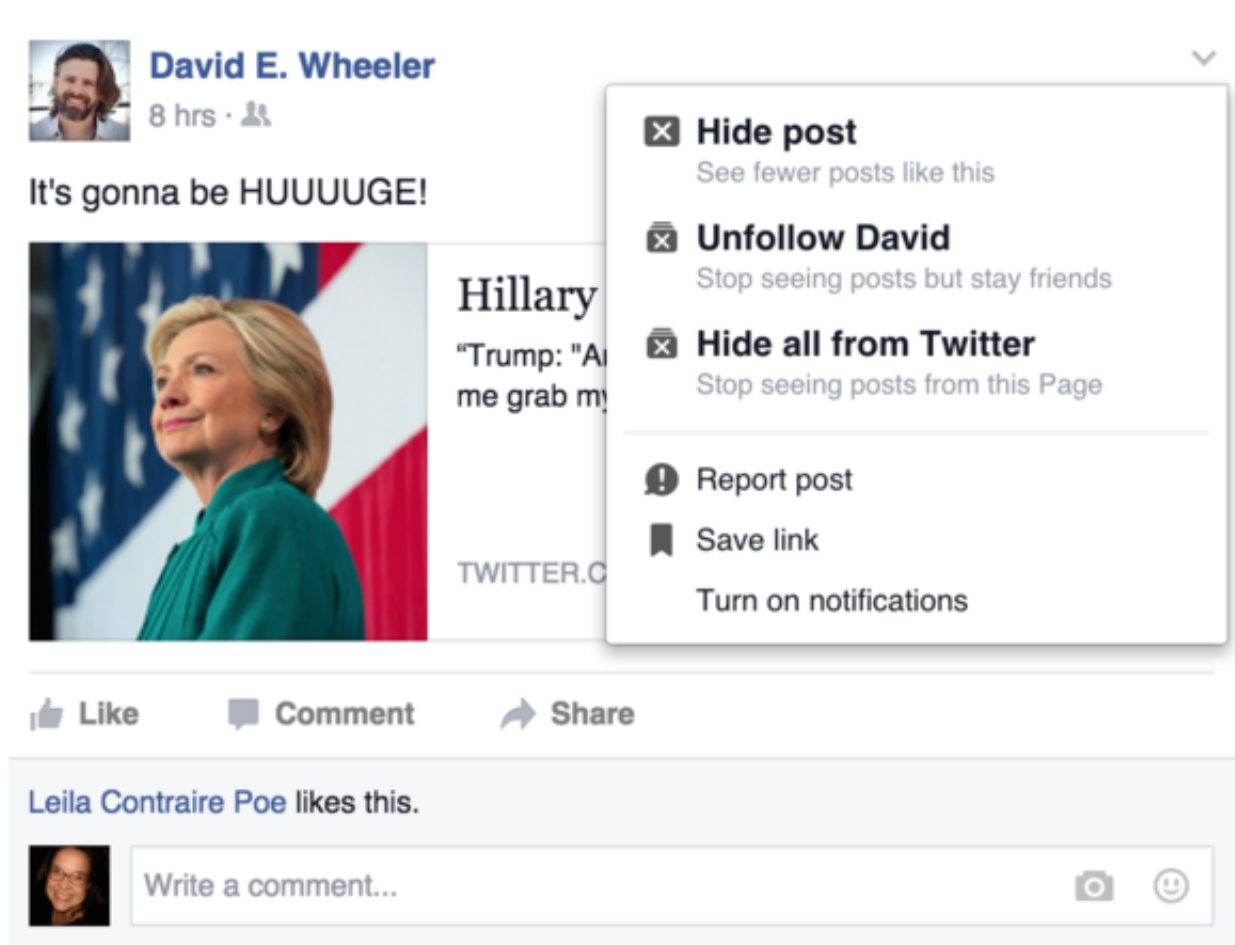 David E. Wheeler
8 hrs ·
It's gonna be HUUUUGE!
Hillary
“Trump: "A
me grab my
TWITTER.C
Hide post
See fewer posts like this
Unfollow David
Stop seeing posts but stay friends
Hide all from Twitter
Stop seeing posts from this Page
Report post
Save link
Turn on notifications
Like Comment Share
Leila Contraire Poe likes this.
Write a comment...